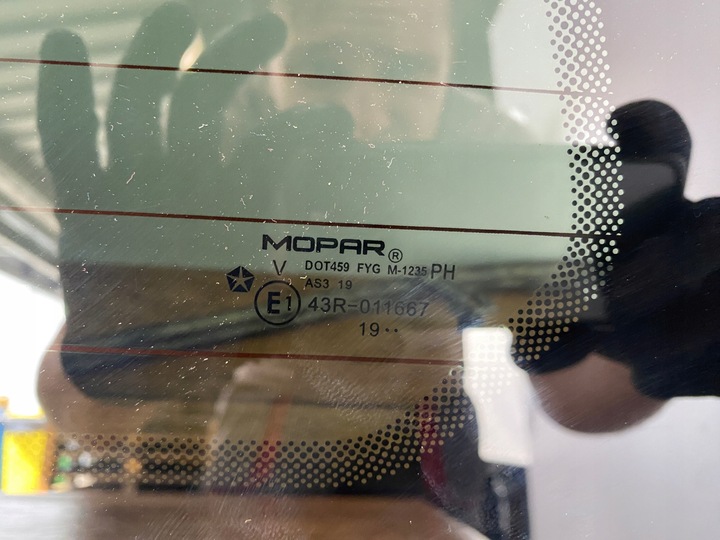 MOPAR®
V DOT459 FYG M-1235 PH
AS3 19
E1 43R-011667
19··